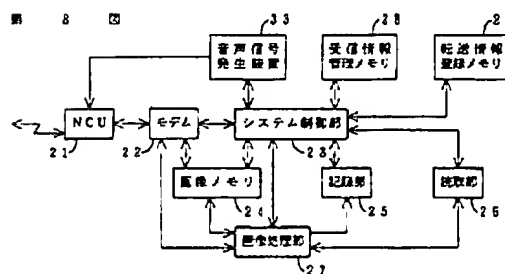 第 8 図
音声信号
発生装置
33
受信情報
管理メモリ
28
転送情報
登録メモリ
2
NCU
21
モデム
22
システム制御部
23
画像メモリ
24
記録部
25
読取部
26
画像処理部
27